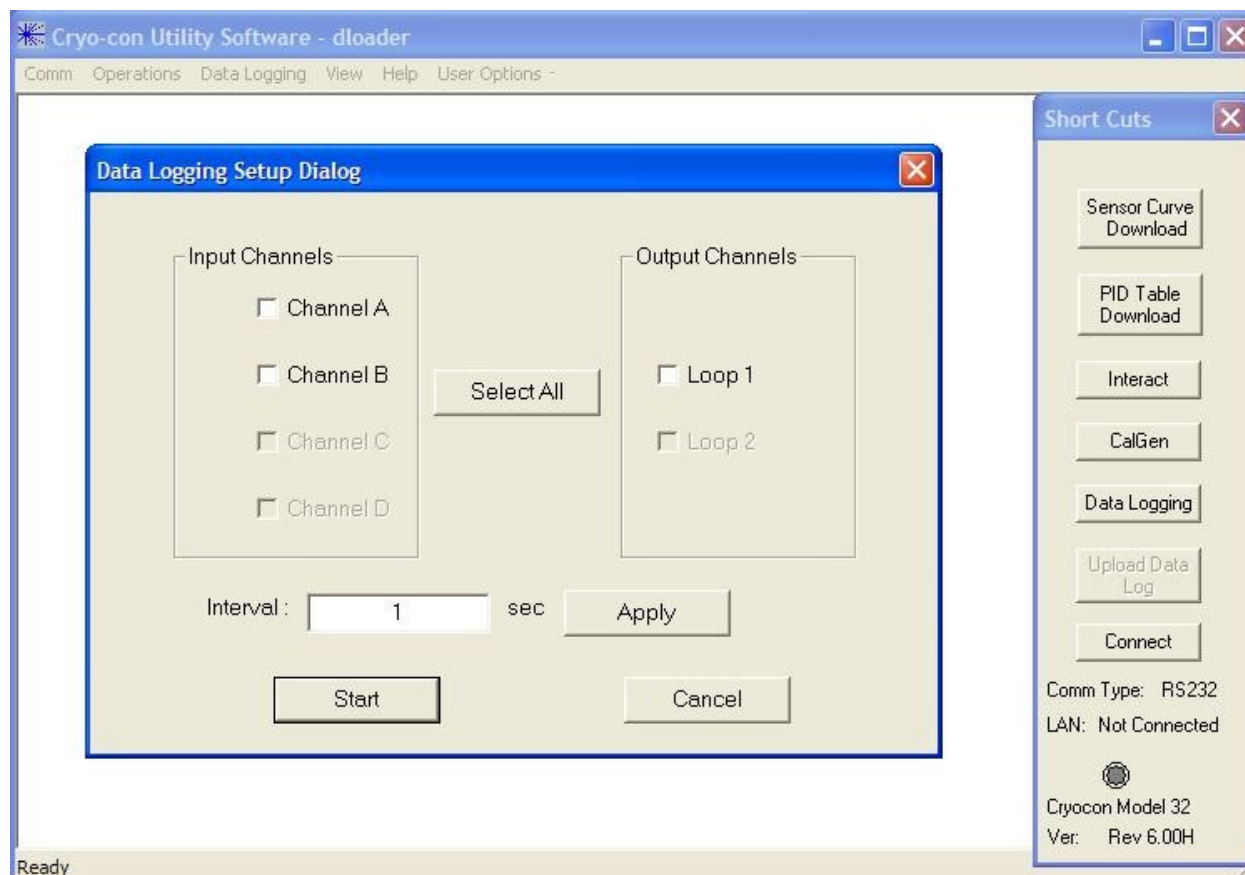 Cryo-con Utility Software - dloader
Comm Operations Data Logging View Help User Options -
Data Logging Setup Dialog
Input Channels
Channel A
Channel B
Channel C
Channel D
Select All
Output Channels
Loop 1
Loop 2
Interval : 1 sec Apply
Start Cancel
Short Cuts
Sensor Curve
Download
PID Table
Download
Interact
CalGen
Data Logging
Upload Data
Log
Connect
Comm Type: RS232
LAN: Not Connected
Cryocon Model 32
Ver: Rev 6.00H
Ready